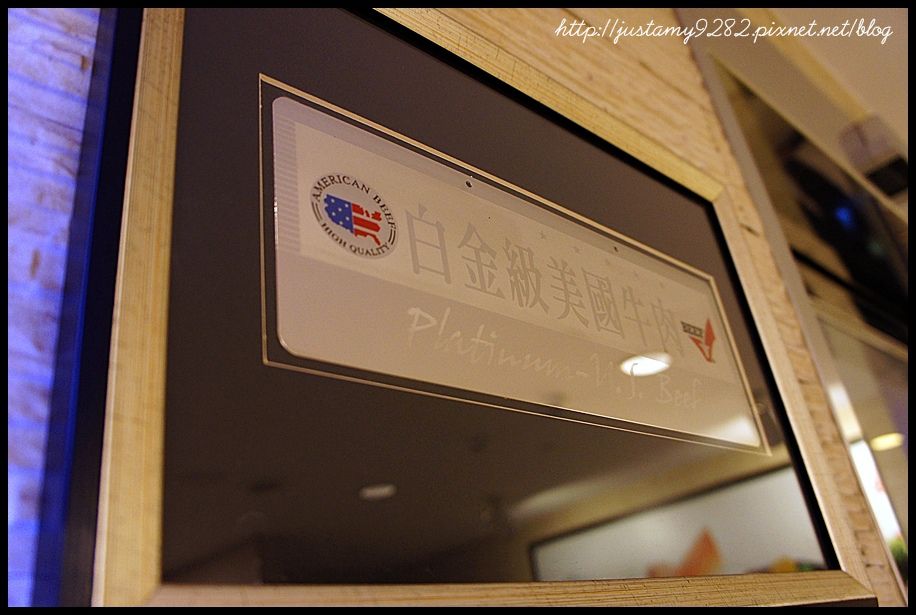 http://justamy9282.pixnet.net/blog
AMERICAN BEEF
HIGH QUALITY
白金級美國牛肉
Platinum-U.S. Beef